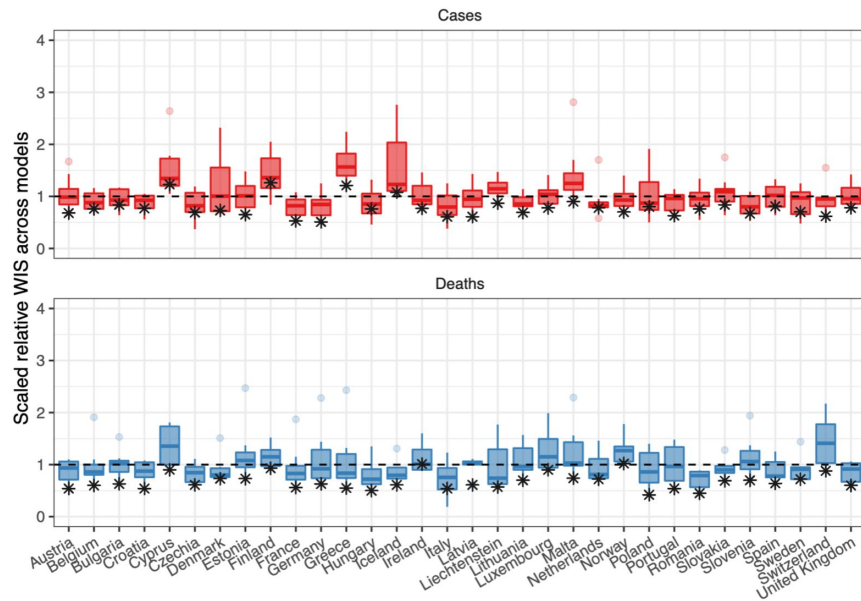 Cases
4
3
2
1
0
Scaled relative WIS across models
Deaths
4
3
2
1
0
Austria
Belgium
Bulgaria
Croatia
Cyprus
Czechia
Denmark
Estonia
Finland
France
Germany
Greece
Hungary
Iceland
Ireland
Italy
Latvia
Liechtenstein
Lithuania
Luxembourg
Malta
Netherlands
Norway
Poland
Portugal
Romania
Slovakia
Slovenia
Spain
Sweden
Switzerland
United Kingdom